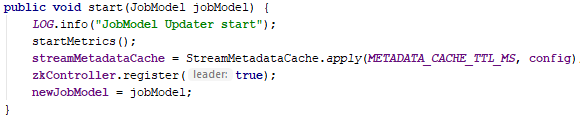 public void start(JobModel jobModel) {
LOG.info("JobModel Updater start");
startMetrics();
streamMetadataCache = StreamMetadataCache.apply(METADATA_CACHE_TTL_MS, config)
zkController.register( leader: true);
newJobModel = jobModel;
}